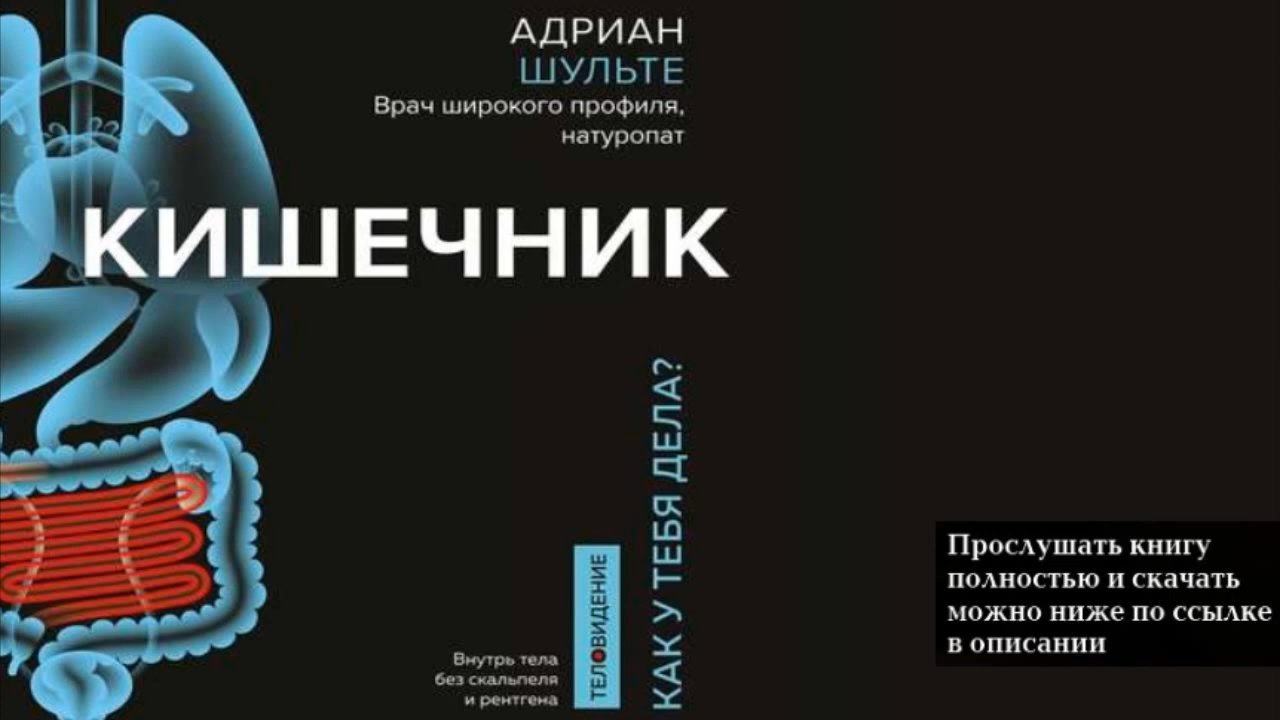 АДРИАН
ШУЛЬТЕ
Врач широкого профиля,
натуропат
КИШЕЧНИК
КАК У ТЕБЯ ДЕЛА?
ТЕЛОВИДЕНИЕ
Внутрь тела
без скальпеля
и рентгена
Прослушать книгу
полностью и скачать
можно ниже по ссылке
в описании